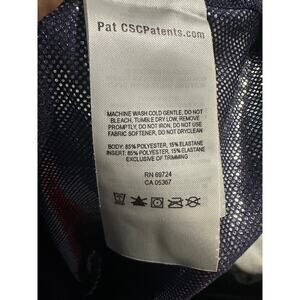 Pat CSCPatents.com
MACHINE WASH COLD GENTLE, DO NOT
BLEACH, TUMBLE DRY LOW, REMOVE
PROMPTLY, DO NOT IRON, DO NOT USE
FABRIC SOFTENER, DO NOT DRYCLEAN
BODY: 85% POLYESTER, 15% ELASTANE
INSERT: 85% POLYESTER, 15% ELASTANE
EXCLUSIVE OF TRIMMING
RN 69724
CA 05367